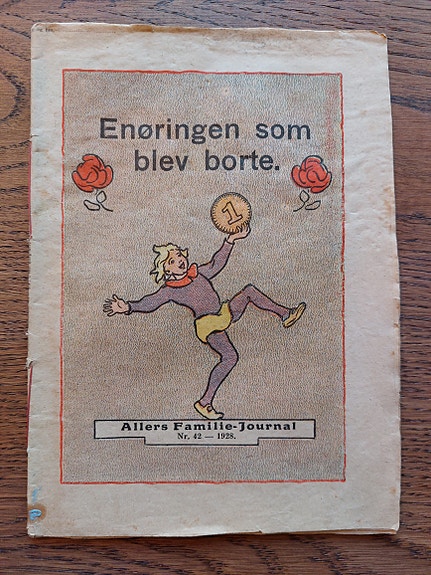 Enøringen som
blev borte.
1
Allers Familie-Journal
Nr. 42 — 1928.